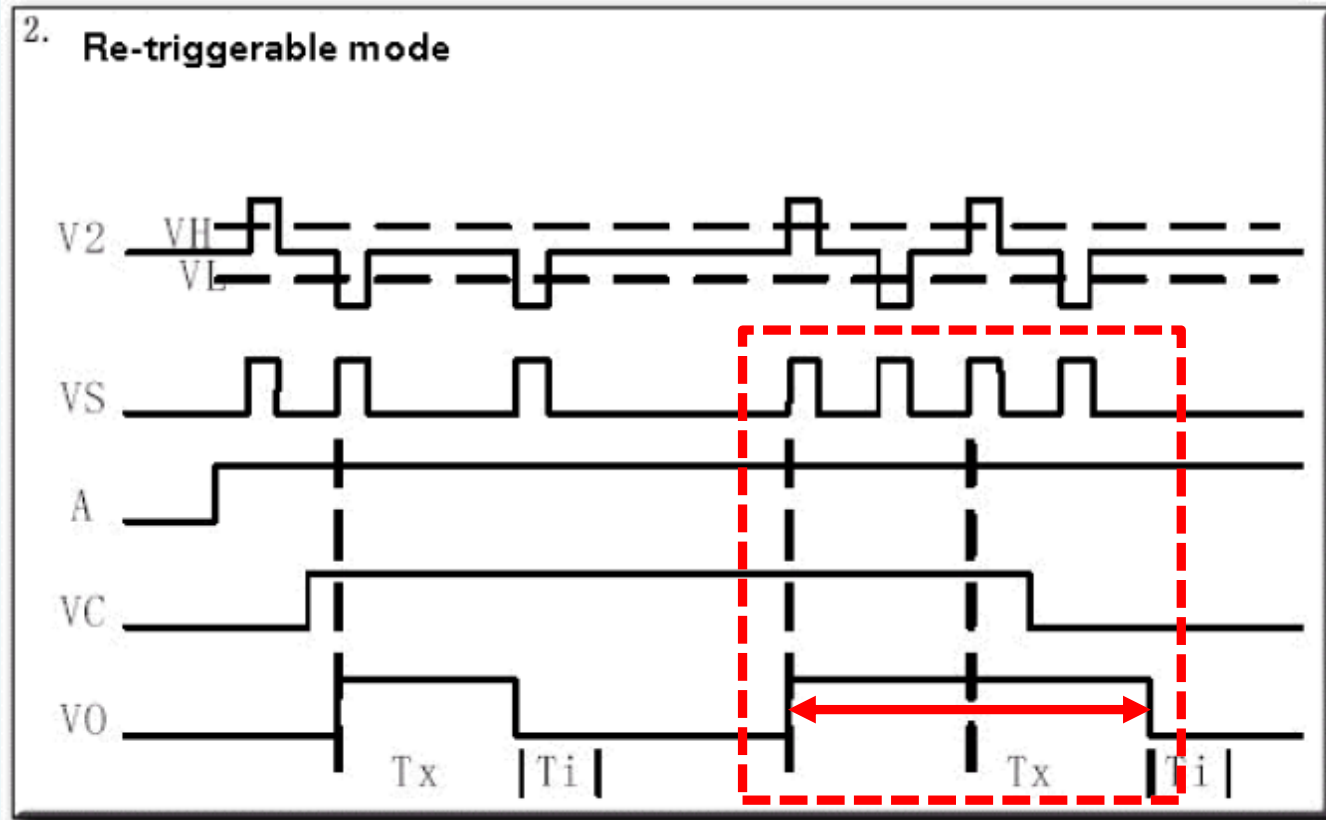 2. Re-triggerable mode
V2 VH
VL
VS
A
VC
VO
Tx Ti Tx Ti